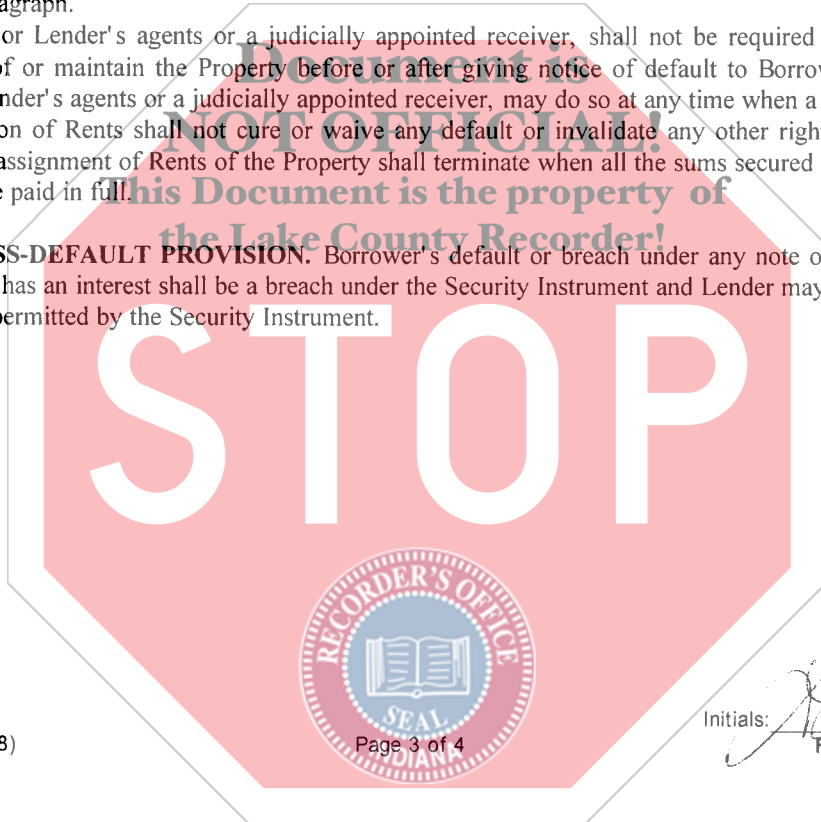 agraph.
or Lender's agents or a judicially appointed receiver, shall not be required
of or maintain the Property before or after giving notice of default to Borrow
nder's agents or a judicially appointed receiver, may do so at any time when a
on of Rents shall not cure or waive any default or invalidate any other righ
assignment of Rents of the Property shall terminate when all the sums secured
e paid in full.
SS-DEFAULT PROVISION. Borrower's default or breach under any note o
has an interest shall be a breach under the Security Instrument and Lender may
permitted by the Security Instrument.
Document is
NOT OFFICIAL!
This Document is the property of
the Lake County Recorder!
STOP
RECORDER'S OFFICE
SEAL
INDIANA
Initials:
8)
Page 3 of 4